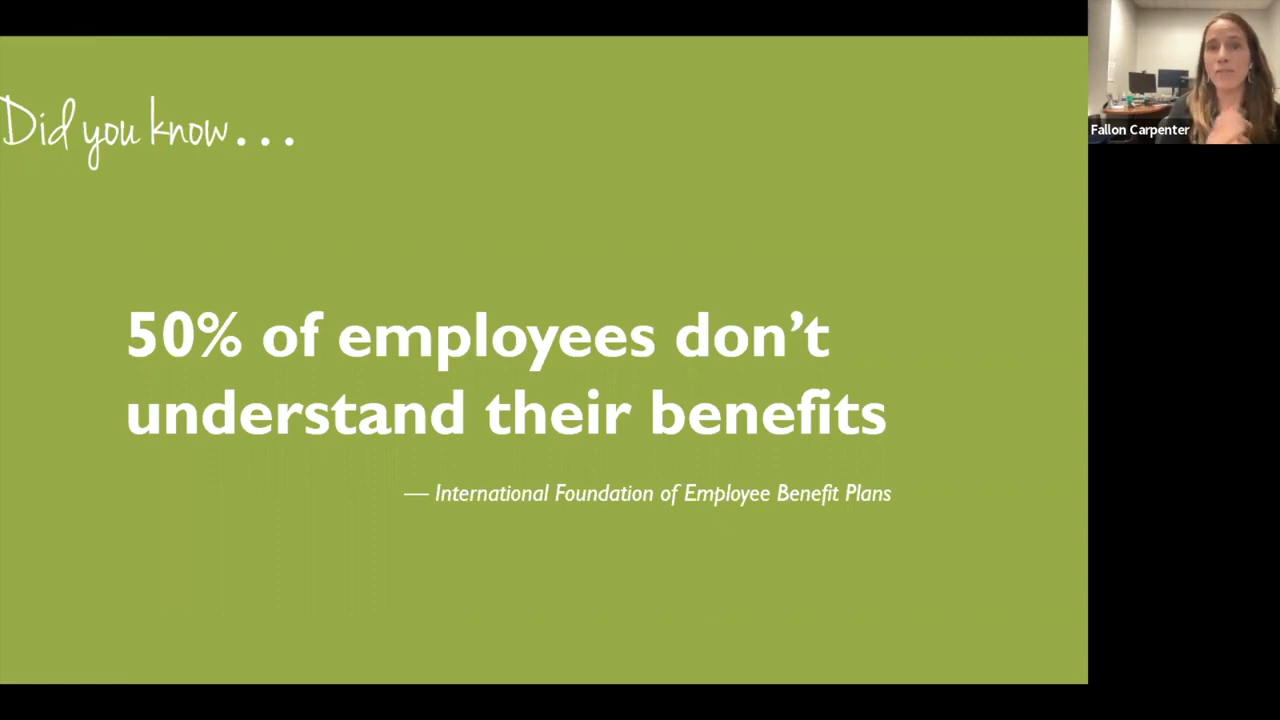 Did you know...
50% of employees don’t
understand their benefits
— International Foundation of Employee Benefit Plans
Fallon Carpenter